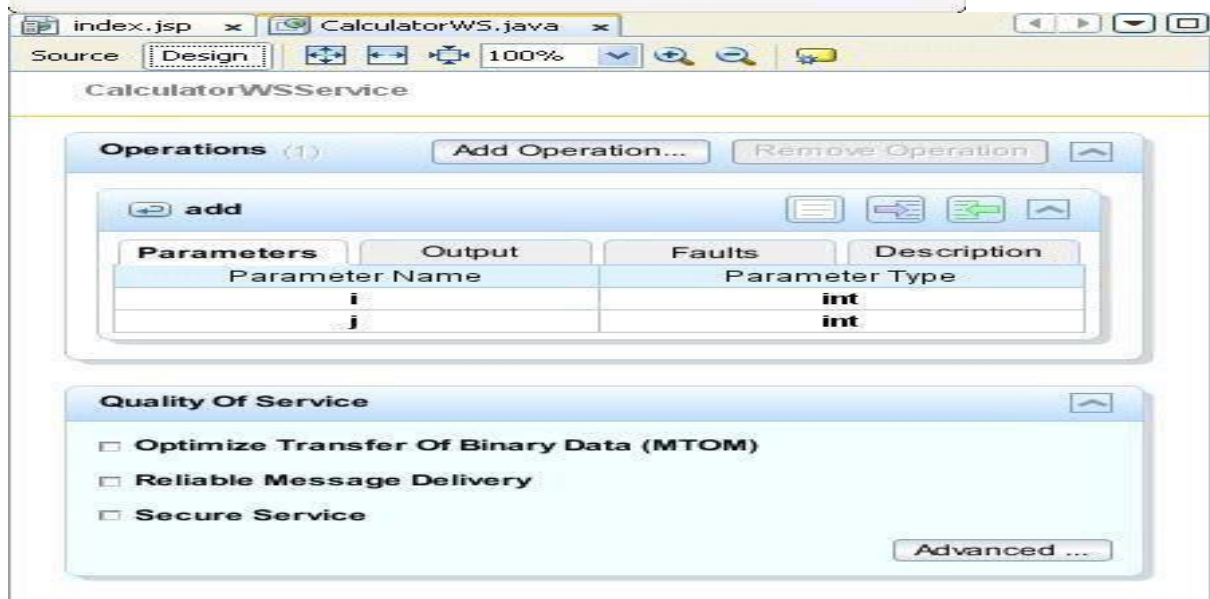 index.jsp CalculatorWS.java
Source Design 100%
CalculatorWSService
Operations (1) Add Operation... Remove Operation
add
Parameters Output Faults Description
Parameter Name Parameter Type
i int
j int
Quality Of Service
Optimize Transfer Of Binary Data (MTOM)
Reliable Message Delivery
Secure Service
Advanced ...